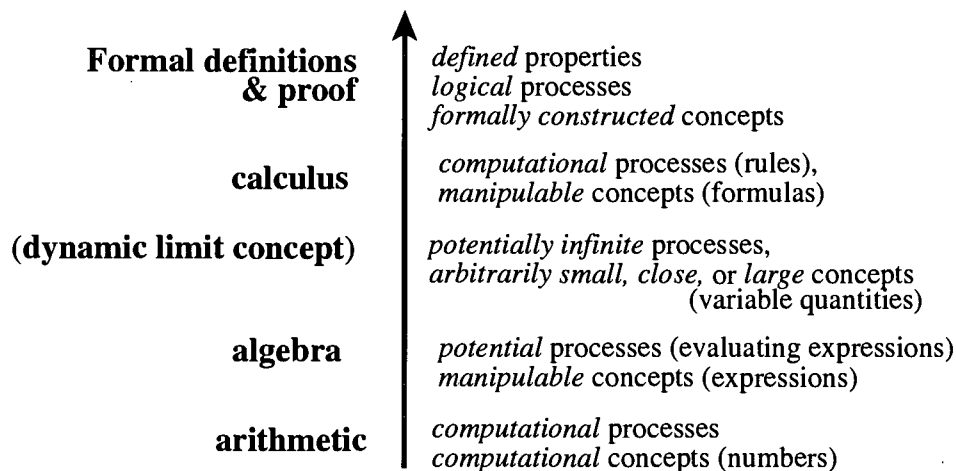 Formal definitions
& proof
defined properties
logical processes
formally constructed concepts
calculus
computational processes (rules),
manipulable concepts (formulas)
(dynamic limit concept)
potentially infinite processes,
arbitrarily small, close, or large concepts
(variable quantities)
algebra
potential processes (evaluating expressions)
manipulable concepts (expressions)
arithmetic
computational processes
computational concepts (numbers)